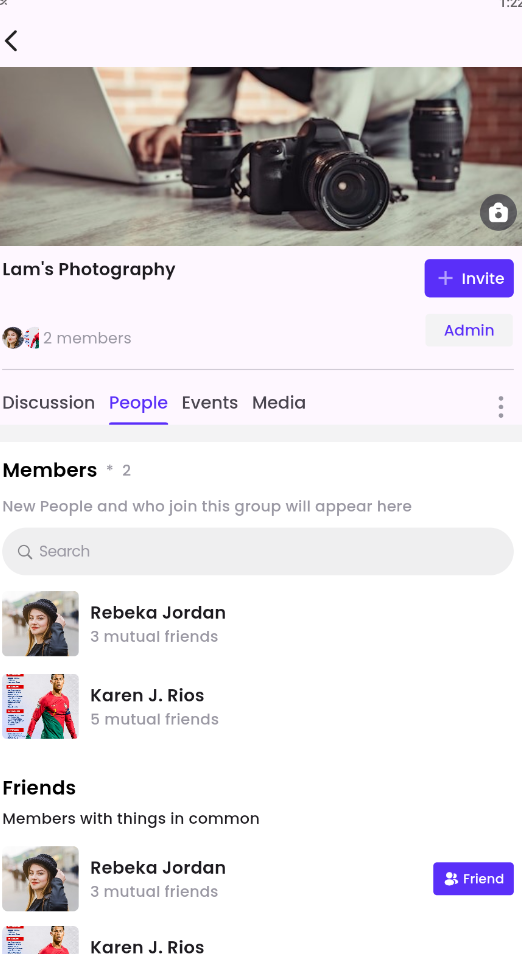 Lam's Photography
+ Invite
2 members
Admin
Discussion People Events Media
Members * 2
New People and who join this group will appear here
Search
Rebeka Jordan
3 mutual friends
Karen J. Rios
5 mutual friends
Friends
Members with things in common
Rebeka Jordan
3 mutual friends
Friend
Karen J. Rios